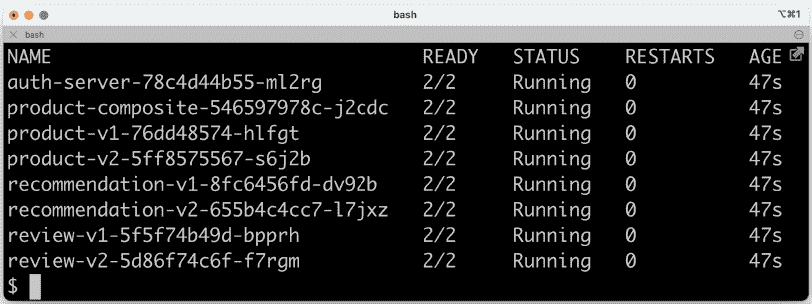 bash
⌥⌘1
bash
NAME READY STATUS RESTARTS AGE
auth-server-78c4d44b55-ml2rg 2/2 Running 0 47s
product-composite-546597978c-j2cdc 2/2 Running 0 47s
product-v1-76dd48574-hlfgt 2/2 Running 0 47s
product-v2-5ff8575567-s6j2b 2/2 Running 0 47s
recommendation-v1-8fc6456fd-dv92b 2/2 Running 0 47s
recommendation-v2-655b4c4cc7-l7jxz 2/2 Running 0 47s
review-v1-5f5f74b49d-bpprh 2/2 Running 0 47s
review-v2-5d86f74c6f-f7rgm 2/2 Running 0 47s
$